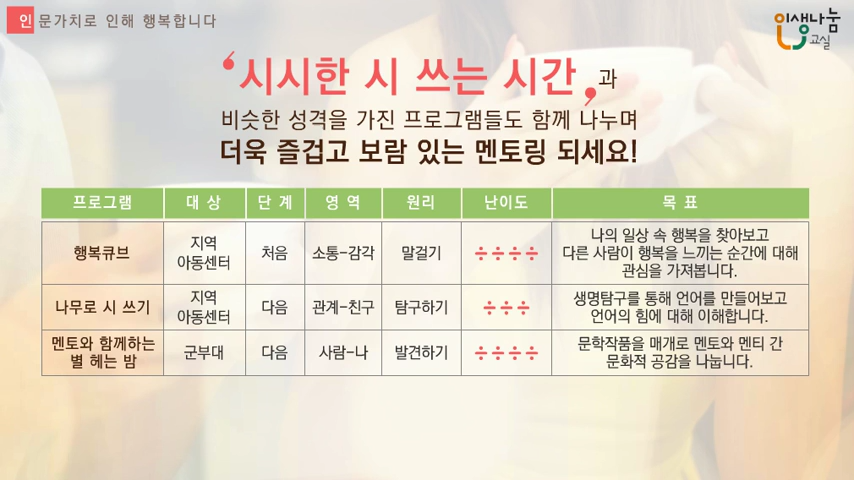 인문가치로 인해 행복합니다
인생나눔
교실
'시시한 시 쓰는 시간,과
비슷한 성격을 가진 프로그램들도 함께 나누며
더욱 즐겁고 보람 있는 멘토링 되세요!
프로그램 대 상 단 계 영 역 원리 난이도 목 표
행복큐브 지역 아동센터 처음 소통-감각 말걸기 ÷÷÷÷ 나의 일상 속 행복을 찾아보고
다른 사람이 행복을 느끼는 순간에 대해
관심을 가져봅니다.
나무로 시 쓰기 지역 아동센터 다음 관계-친구 탐구하기 ÷÷÷ 생명탐구를 통해 언어를 만들어보고
언어의 힘에 대해 이해합니다.
멘토와 함께하는 별 헤는 밤 군부대 다음 사람-나 발견하기 ÷÷÷÷ 문학작품을 매개로 멘토와 멘티 간
문화적 공감을 나눕니다.